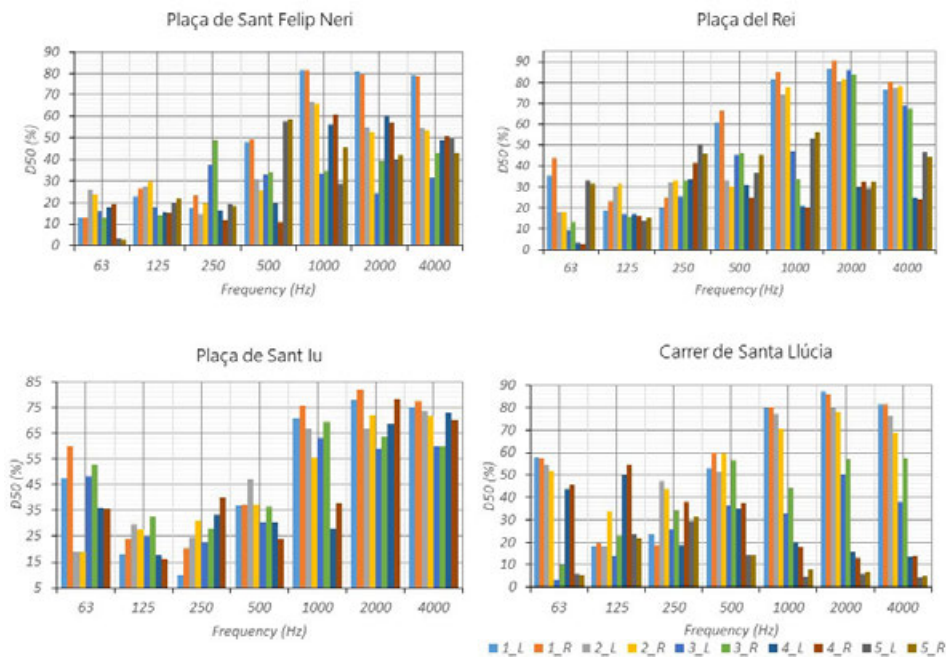 Plaça de Sant Felip Neri
D50 (%)
90
80
70
60
50
40
30
20
10
0
63 125 250 500 1000 2000 4000
Frequency (Hz)
Plaça del Rei
D50 (%)
90
80
70
60
50
40
30
20
10
0
63 125 250 500 1000 2000 4000
Frequency (Hz)
Plaça de Sant Iu
D50 (%)
85
75
65
55
45
35
25
15
5
63 125 250 500 1000 2000 4000
Frequency (Hz)
Carrer de Santa Llúcia
D50 (%)
90
80
70
60
50
40
30
20
10
0
63 125 250 500 1000 2000 4000
Frequency (Hz)
1_L 1_R 2_L 2_R 3_L 3_R 4_L 4_R 5_L 5_R